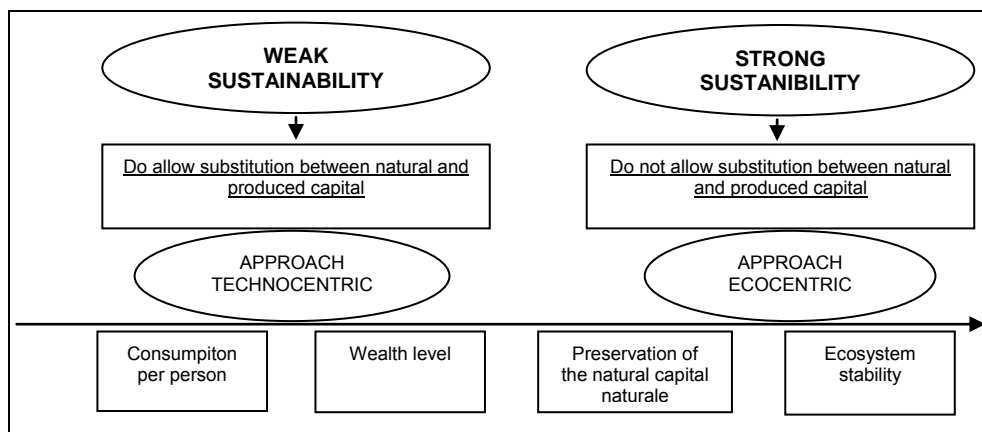 WEAK
SUSTAINABILITY
STRONG
SUSTANIBILITY
Do allow substitution between natural and
produced capital
Do not allow substitution between natural
and produced capital
APPROACH
TECHNOCENTRIC
APPROACH
ECOCENTRIC
Consumpiton
per person
Wealth level
Preservation of
the natural capital
naturale
Ecosystem
stability